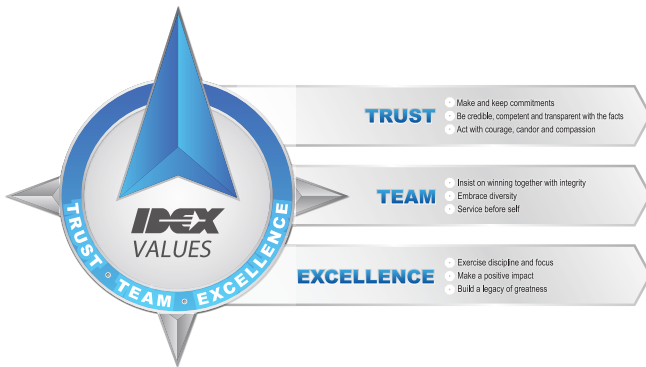 TRUST
Make and keep commitments
Be credible, competent and transparent with the facts
Act with courage, candor and compassion
TEAM
Insist on winning together with integrity
Embrace diversity
Service before self
EXCELLENCE
Exercise discipline and focus
Make a positive impact
Build a legacy of greatness
IDEX
VALUES
TRUST • TEAM • EXCELLENCE